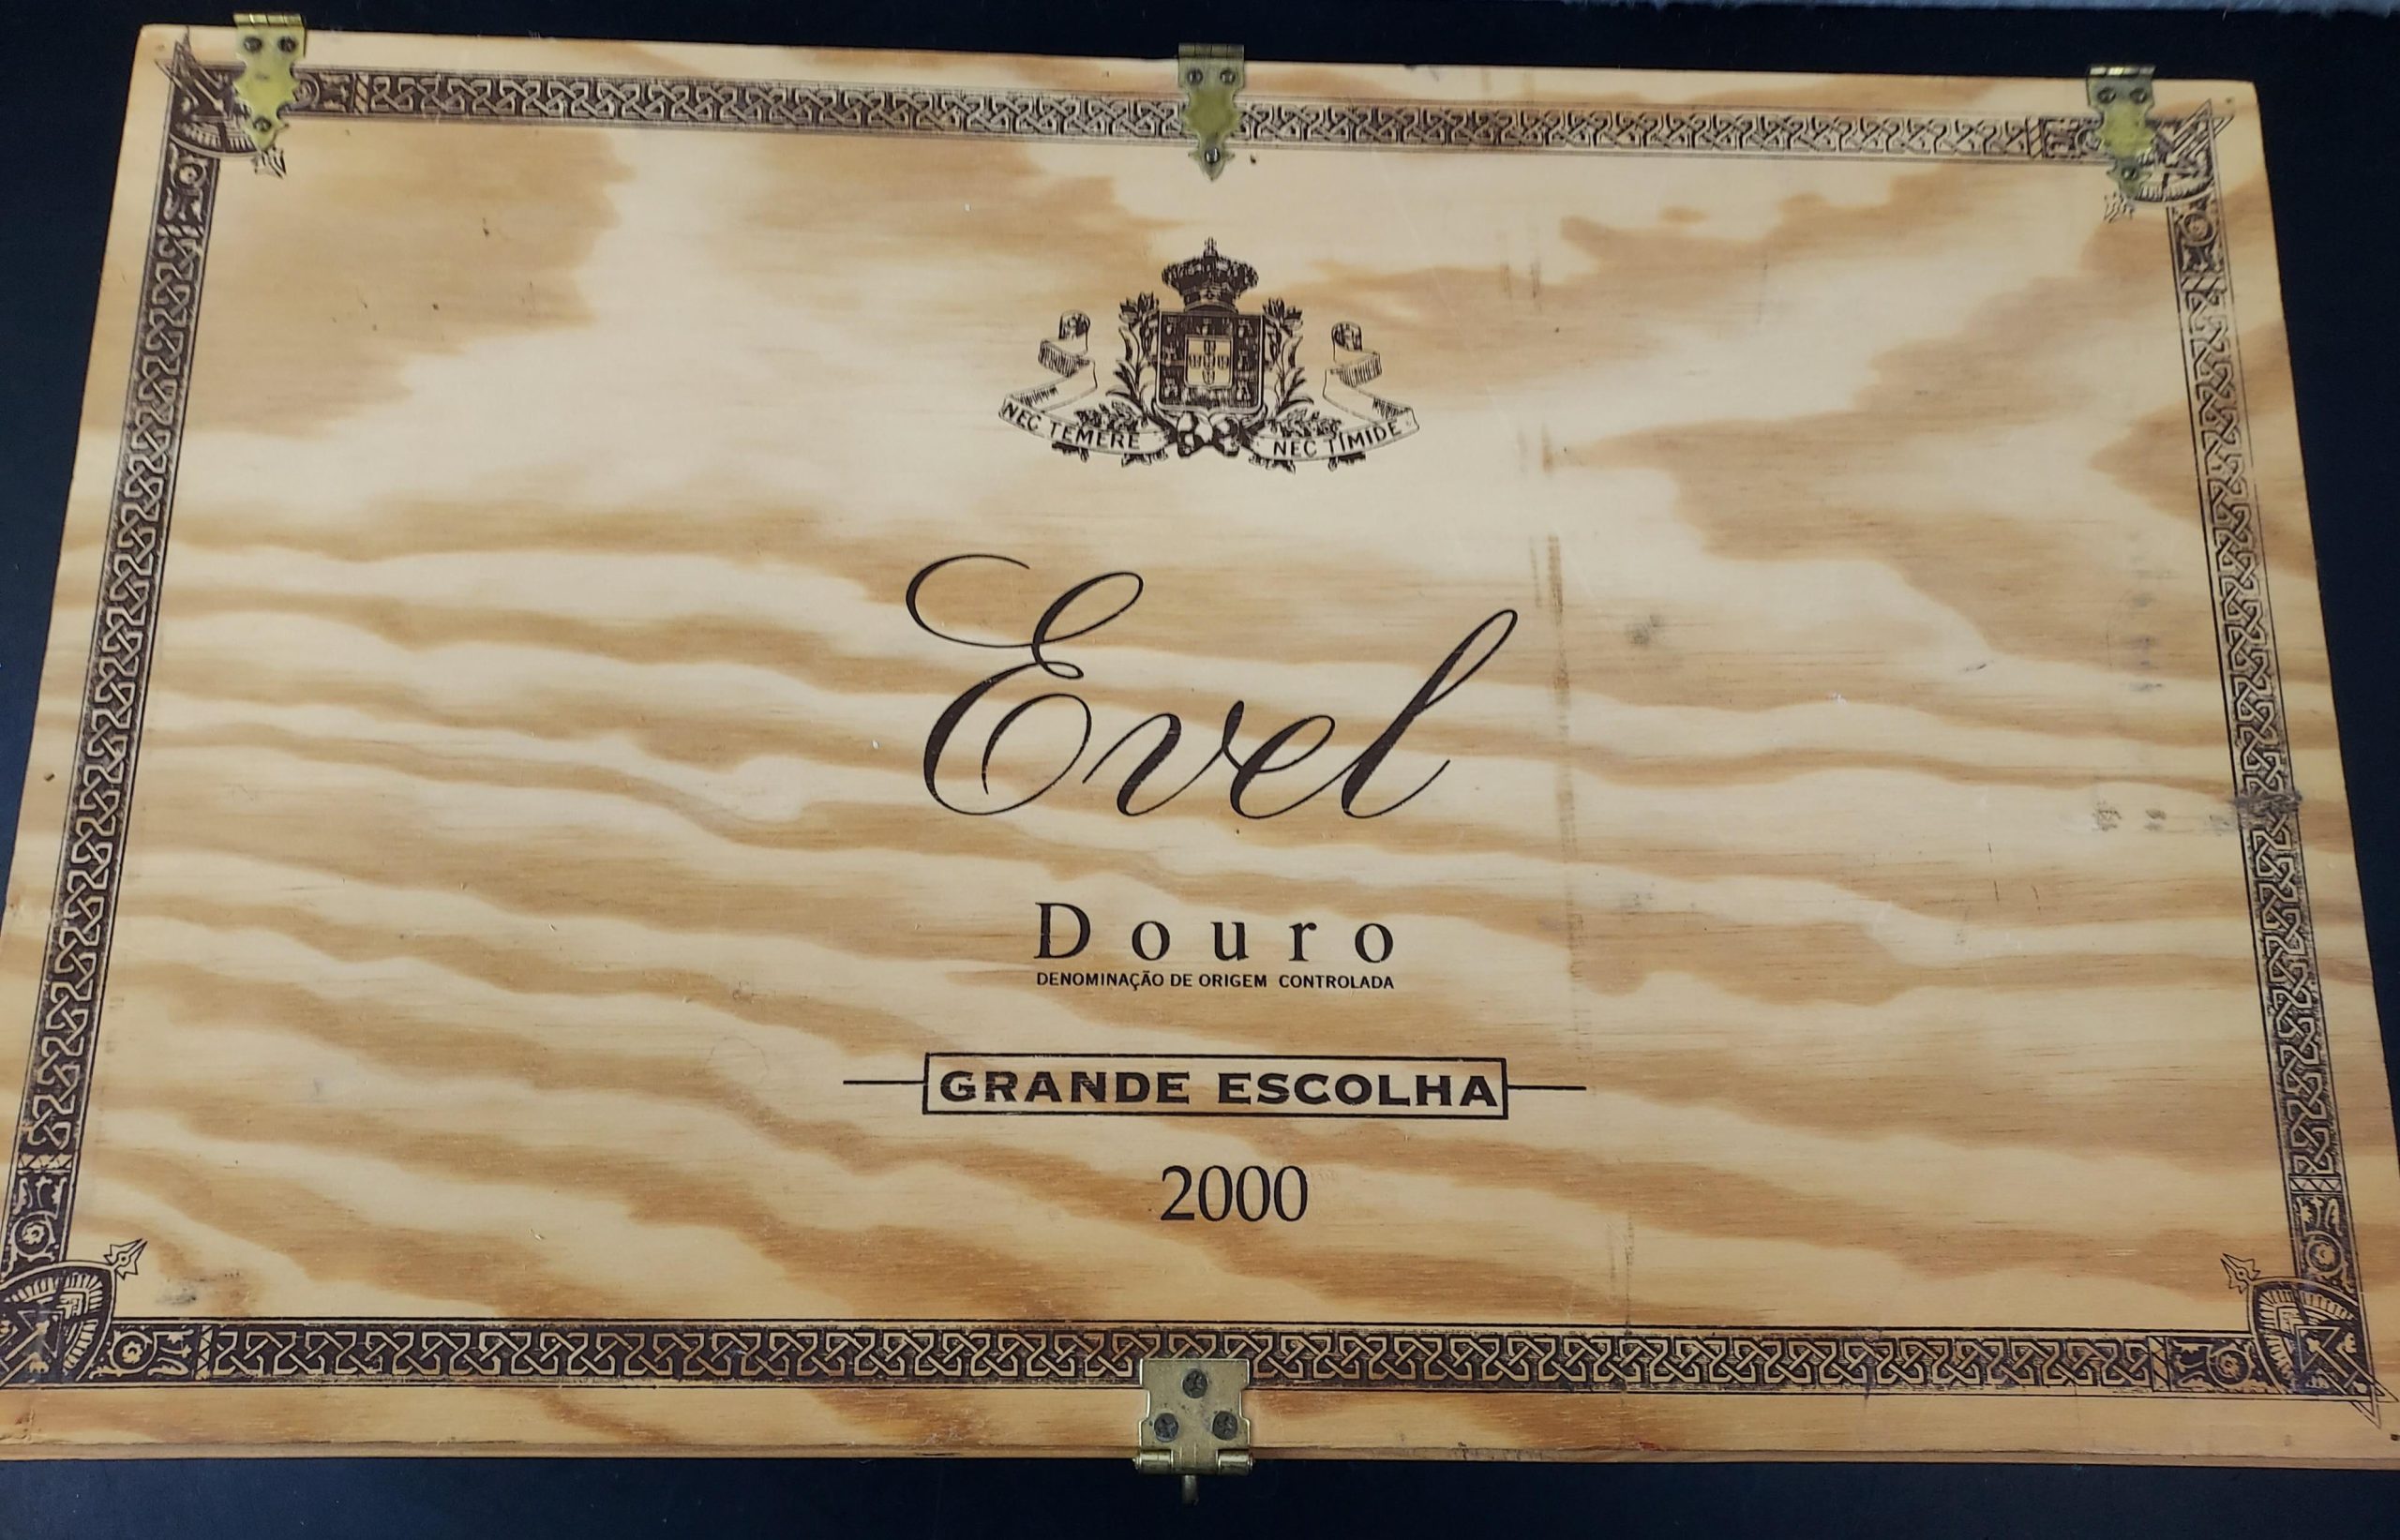 NEC TEMERE NEC TIMIDE
Evel
Douro
DENOMINAÇÃO DE ORIGEM CONTROLADA
GRANDE ESCOLHA
2000